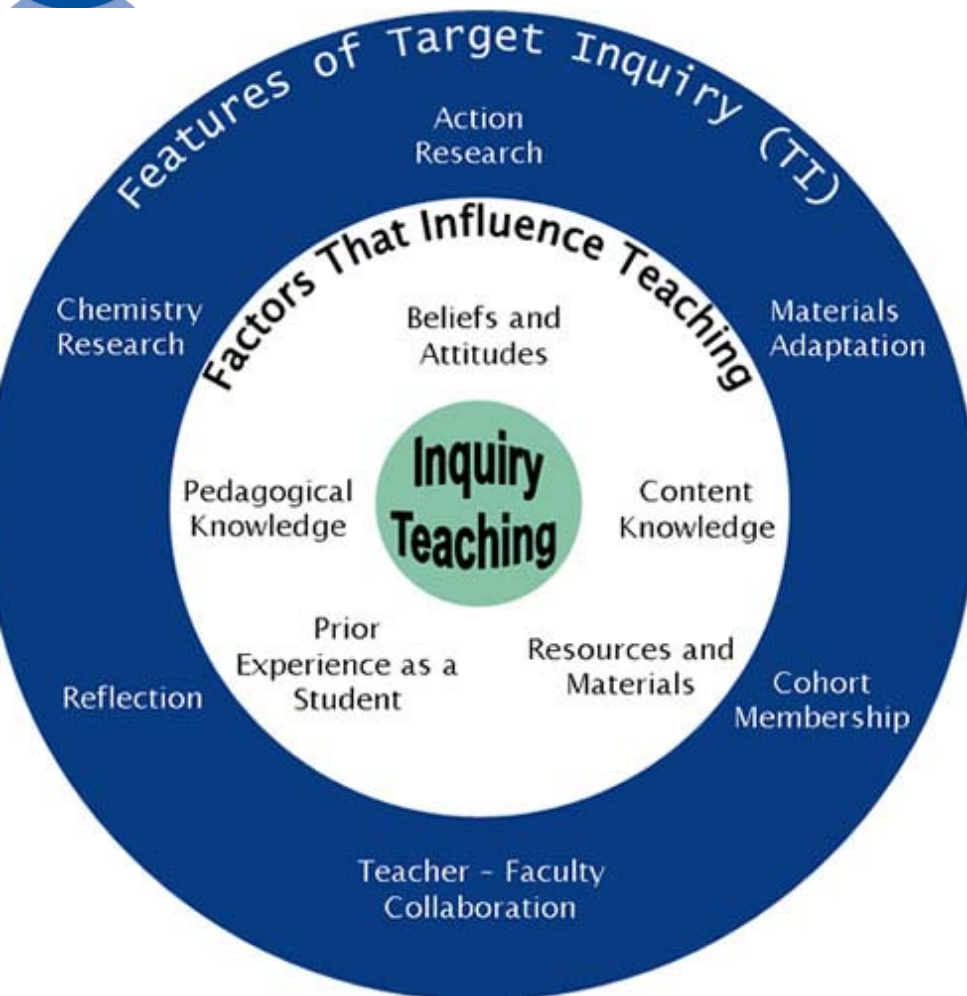 Features of Target Inquiry (TI)
Action
Research
Factors That Influence Teaching
Chemistry
Research
Beliefs and
Attitudes
Materials
Adaptation
Inquiry
Teaching
Pedagogical
Knowledge
Content
Knowledge
Prior
Experience as a
Student
Resources and
Materials
Reflection
Cohort
Membership
Teacher – Faculty
Collaboration